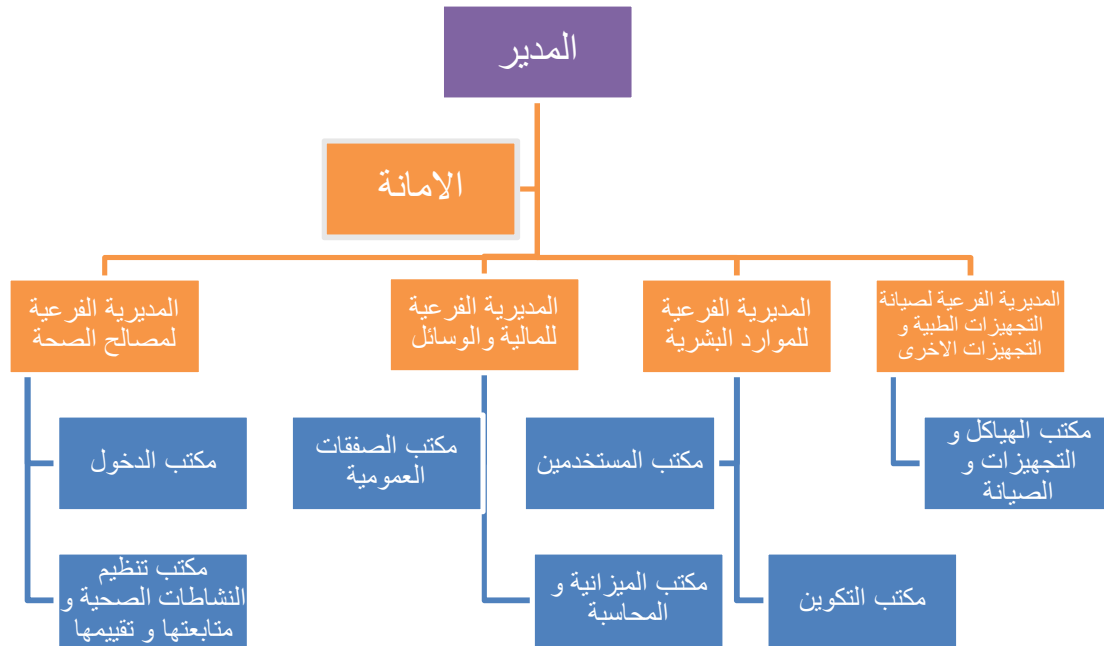 المدير
الامانة
المديرية الفرعية لصيانة
التجهيزات الطبية و
التجهيزات الاخرى
المديرية الفرعية
للموارد البشرية
المديرية الفرعية
للمالية والوسائل
المديرية الفرعية
لمصالح الصحة
مكتب الهياكل و
التجهيزات و
الصيانة
مكتب المستخدمين
مكتب الصفقات
العمومية
مكتب الدخول
مكتب التكوين
مكتب الميزانية و
المحاسبة
مكتب تنظيم
النشاطات الصحية و
متابعتها و تقييمها